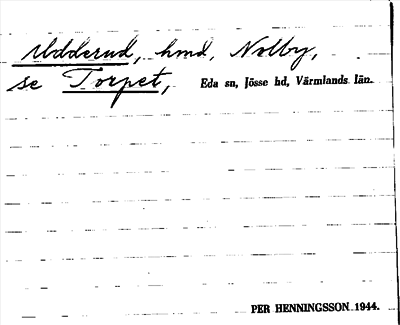 Udderud, hmd, Nolby,
se Torpet, Eda sn, Jösse hd, Värmlands län.
PER HENNINGSSON 1944.